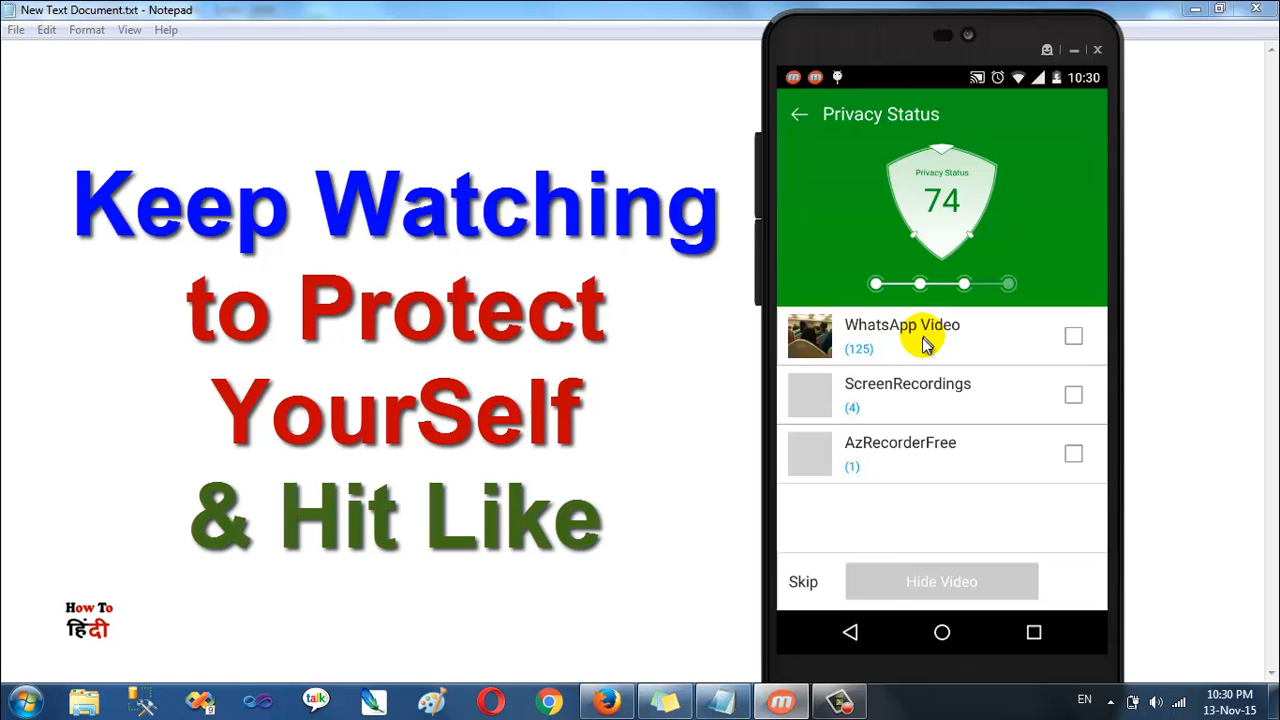 New Text Document.txt - Notepad
File Edit Format View Help
Keep Watching
to Protect
YourSelf
& Hit Like
How To
हिंदी
10:30
Privacy Status
Privacy Status
74
WhatsApp Video
(125)
ScreenRecordings
(4)
AzRecorderFree
(1)
Skip
Hide Video
talk
EN
10:30 PM
13-Nov-15